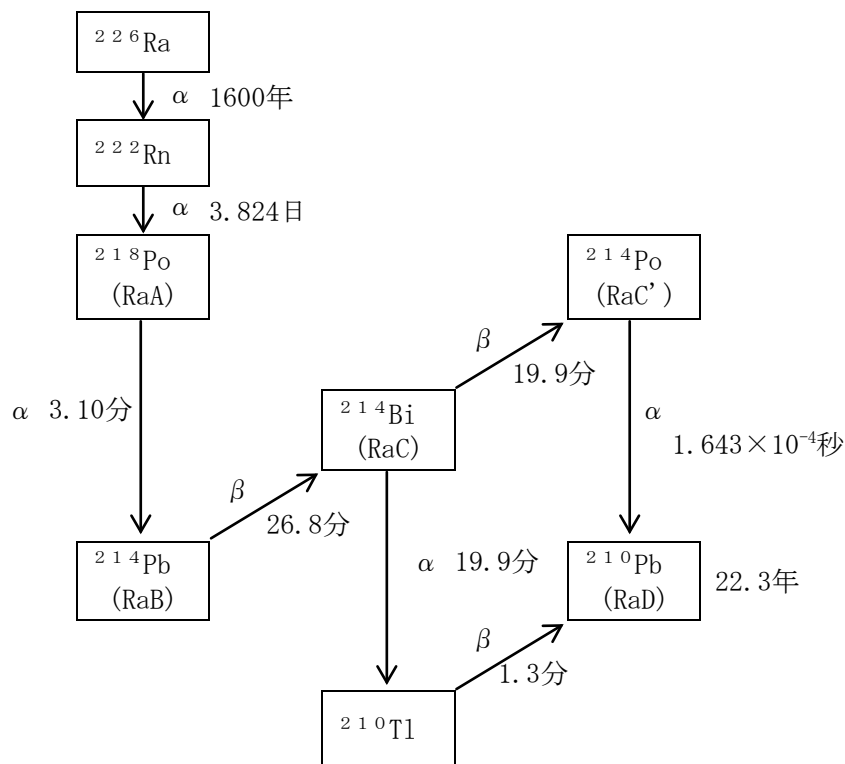 ²²⁶Ra
α 1600年
²²²Rn
α 3.824日
²¹⁸Po
(RaA)
²¹⁴Po
(RaC')
β
19.9分
α 3.10分
²¹⁴Bi
(RaC)
α
1.643×10⁻⁴秒
β
26.8分
²¹⁴Pb
(RaB)
α 19.9分
²¹⁰Pb
(RaD)
22.3年
β
1.3分
²¹⁰Tl